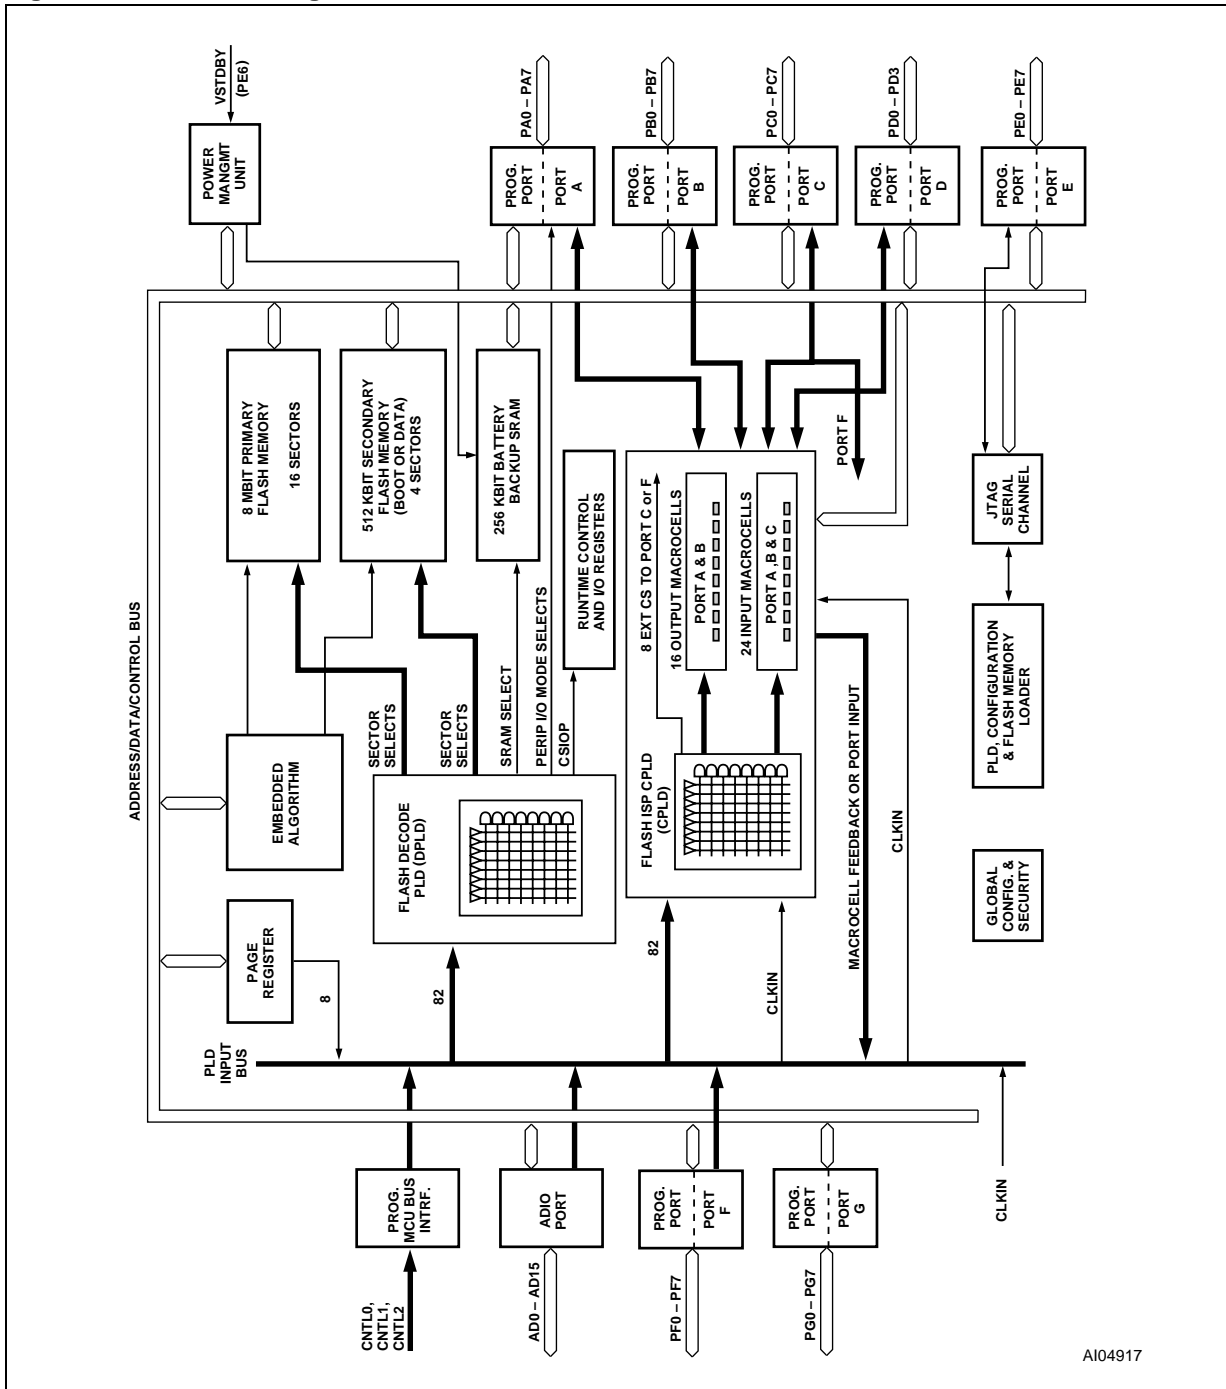 ADDRESS/DATA/CONTROL BUS
VSTDBY
(PE6)
POWER
MANGMT
UNIT
PA0 – PA7
PROG.
PORT
PORT
A
PB0 – PB7
PROG.
PORT
PORT
B
PC0 – PC7
PROG.
PORT
PORT
C
PD0 – PD3
PROG.
PORT
PORT
D
PE0 – PE7
PROG.
PORT
PORT
E
8 MBIT PRIMARY
FLASH MEMORY
16 SECTORS
512 KBIT SECONDARY
FLASH MEMORY
(BOOT OR DATA)
4 SECTORS
256 KBIT BATTERY
BACKUP SRAM
RUNTIME CONTROL
AND I/O REGISTERS
PORT F
JTAG
SERIAL
CHANNEL
EMBEDDED
ALGORITHM
SECTOR
SELECTS
SECTOR
SELECTS
SRAM SELECT
PERIP I/O MODE SELECTS
CSIOP
8 EXT CS TO PORT C or F
16 OUTPUT MACROCELLS
PORT A & B
24 INPUT MACROCELLS
PORT A ,B & C
FLASH DECODE
PLD (DPLD)
FLASH ISP CPLD
(CPLD)
MACROCELL FEEDBACK OR PORT INPUT
CLKIN
PLD, CONFIGURATION
& FLASH MEMORY
LOADER
GLOBAL
CONFIG. &
SECURITY
PAGE
REGISTER
8
82
82
CLKIN
PLD
INPUT
BUS
PROG.
MCU BUS
INTRF.
CNTL0,
CNTL1,
CNTL2
ADIO
PORT
AD0 – AD15
PROG.
PORT
PORT
F
PF0 – PF7
PROG.
PORT
PORT
G
PG0 – PG7
CLKIN
AI04917